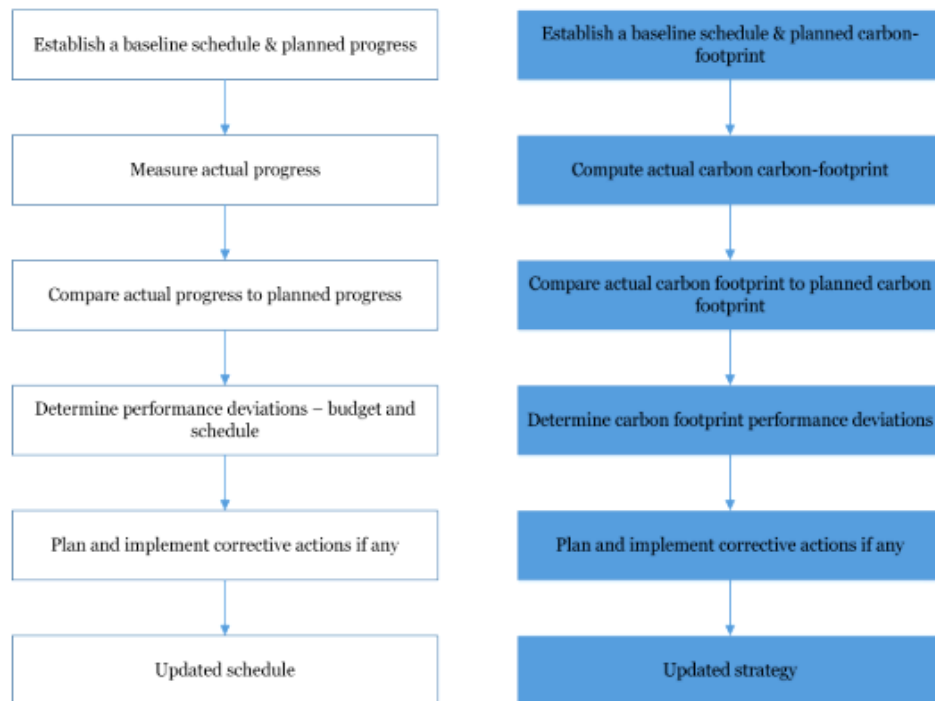 Establish a baseline schedule & planned progress
Measure actual progress
Compare actual progress to planned progress
Determine performance deviations – budget and
schedule
Plan and implement corrective actions if any
Updated schedule
Establish a baseline schedule & planned carbon-
footprint
Compute actual carbon carbon-footprint
Compare actual carbon footprint to planned carbon
footprint
Determine carbon footprint performance deviations
Plan and implement corrective actions if any
Updated strategy